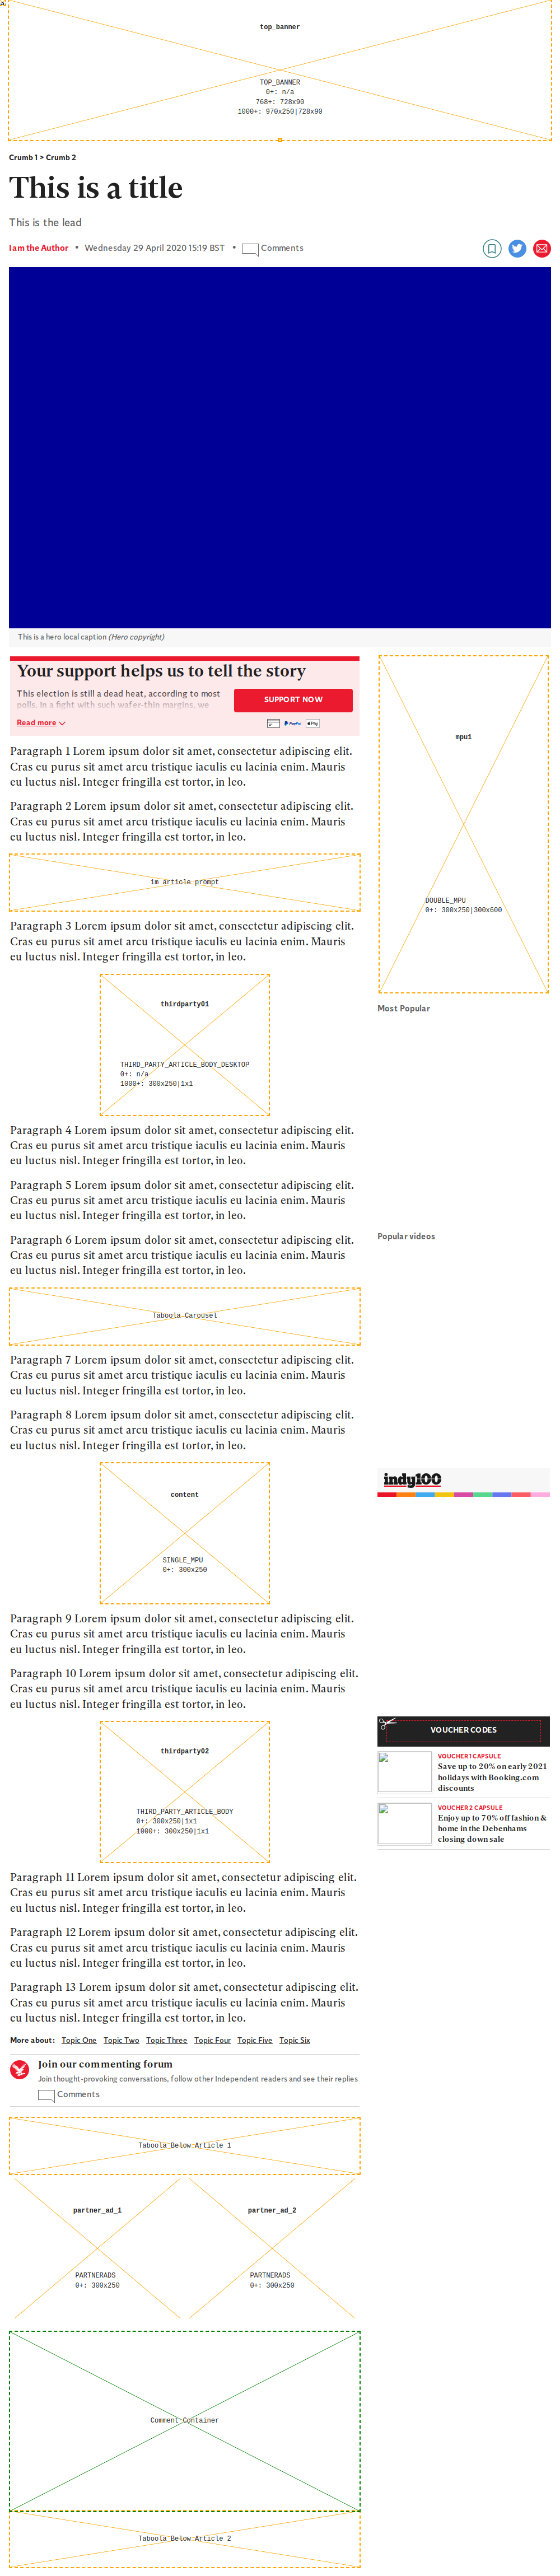 top_banner
TOP_BANNER
0+: n/a
768+: 728x90
1000+: 970x250|728x90
Crumb 1 > Crumb 2
This is a title
This is the lead
I am the Author • Wednesday 29 April 2020 15:19 BST • Comments
This is a hero local caption (Hero copyright)
Your support helps us to tell the story
This election is still a dead heat, according to most
polls. In a fight with such wafer-thin margins, we
Read more
SUPPORT NOW
PayPal
Pay
Paragraph 1 Lorem ipsum dolor sit amet, consectetur adipiscing elit.
Cras eu purus sit amet arcu tristique iaculis eu lacinia enim. Mauris
eu luctus nisl. Integer fringilla est tortor, in leo.
Paragraph 2 Lorem ipsum dolor sit amet, consectetur adipiscing elit.
Cras eu purus sit amet arcu tristique iaculis eu lacinia enim. Mauris
eu luctus nisl. Integer fringilla est tortor, in leo.
im article prompt
Paragraph 3 Lorem ipsum dolor sit amet, consectetur adipiscing elit.
Cras eu purus sit amet arcu tristique iaculis eu lacinia enim. Mauris
eu luctus nisl. Integer fringilla est tortor, in leo.
thirdparty01
THIRD_PARTY_ARTICLE_BODY_DESKTOP
0+: n/a
1000+: 300x250|1x1
Paragraph 4 Lorem ipsum dolor sit amet, consectetur adipiscing elit.
Cras eu purus sit amet arcu tristique iaculis eu lacinia enim. Mauris
eu luctus nisl. Integer fringilla est tortor, in leo.
Paragraph 5 Lorem ipsum dolor sit amet, consectetur adipiscing elit.
Cras eu purus sit amet arcu tristique iaculis eu lacinia enim. Mauris
eu luctus nisl. Integer fringilla est tortor, in leo.
Paragraph 6 Lorem ipsum dolor sit amet, consectetur adipiscing elit.
Cras eu purus sit amet arcu tristique iaculis eu lacinia enim. Mauris
eu luctus nisl. Integer fringilla est tortor, in leo.
Taboola Carousel
Paragraph 7 Lorem ipsum dolor sit amet, consectetur adipiscing elit.
Cras eu purus sit amet arcu tristique iaculis eu lacinia enim. Mauris
eu luctus nisl. Integer fringilla est tortor, in leo.
Paragraph 8 Lorem ipsum dolor sit amet, consectetur adipiscing elit.
Cras eu purus sit amet arcu tristique iaculis eu lacinia enim. Mauris
eu luctus nisl. Integer fringilla est tortor, in leo.
content
SINGLE_MPU
0+: 300x250
Paragraph 9 Lorem ipsum dolor sit amet, consectetur adipiscing elit.
Cras eu purus sit amet arcu tristique iaculis eu lacinia enim. Mauris
eu luctus nisl. Integer fringilla est tortor, in leo.
Paragraph 10 Lorem ipsum dolor sit amet, consectetur adipiscing elit.
Cras eu purus sit amet arcu tristique iaculis eu lacinia enim. Mauris
eu luctus nisl. Integer fringilla est tortor, in leo.
thirdparty02
THIRD_PARTY_ARTICLE_BODY
0+: 300x250|1x1
1000+: 300x250|1x1
Paragraph 11 Lorem ipsum dolor sit amet, consectetur adipiscing elit.
Cras eu purus sit amet arcu tristique iaculis eu lacinia enim. Mauris
eu luctus nisl. Integer fringilla est tortor, in leo.
Paragraph 12 Lorem ipsum dolor sit amet, consectetur adipiscing elit.
Cras eu purus sit amet arcu tristique iaculis eu lacinia enim. Mauris
eu luctus nisl. Integer fringilla est tortor, in leo.
Paragraph 13 Lorem ipsum dolor sit amet, consectetur adipiscing elit.
Cras eu purus sit amet arcu tristique iaculis eu lacinia enim. Mauris
eu luctus nisl. Integer fringilla est tortor, in leo.
More about: Topic One Topic Two Topic Three Topic Four Topic Five Topic Six
Join our commenting forum
Join thought-provoking conversations, follow other Independent readers and see their replies
Comments
Taboola Below Article 1
partner_ad_1
PARTNERADS
0+: 300x250
partner_ad_2
PARTNERADS
0+: 300x250
Comment Container
Taboola Below Article 2
mpu1
DOUBLE_MPU
0+: 300x250|300x600
Most Popular
Popular videos
indy100
VOUCHER CODES
VOUCHER 1 CAPSULE
Save up to 20% on early 2021
holidays with Booking.com
discounts
VOUCHER 2 CAPSULE
Enjoy up to 70% off fashion &
home in the Debenhams
closing down sale